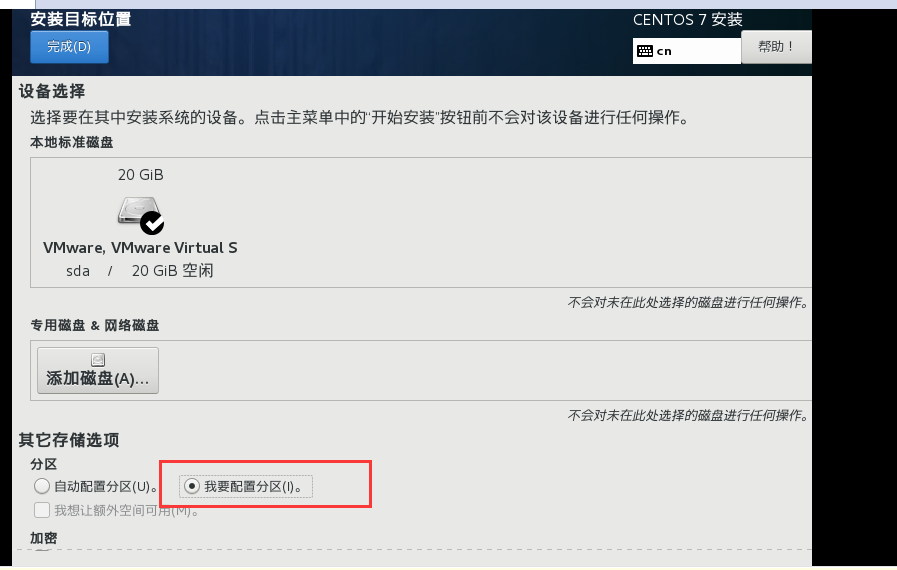 安装目标位置
CENTOS 7 安装
完成(D)
cn
帮助！
设备选择
选择要在其中安装系统的设备。点击主菜单中的“开始安装”按钮前不会对该设备进行任何操作。
本地标准磁盘
20 GiB
VMware, VMware Virtual S
sda / 20 GiB 空闲
不会对未在此处选择的磁盘进行任何操作。
专用磁盘 & 网络磁盘
添加磁盘(A)...
不会对未在此处选择的磁盘进行任何操作。
其它存储选项
分区
自动配置分区(U)。 我要配置分区(I)。
我想让额外空间可用(M)。
加密